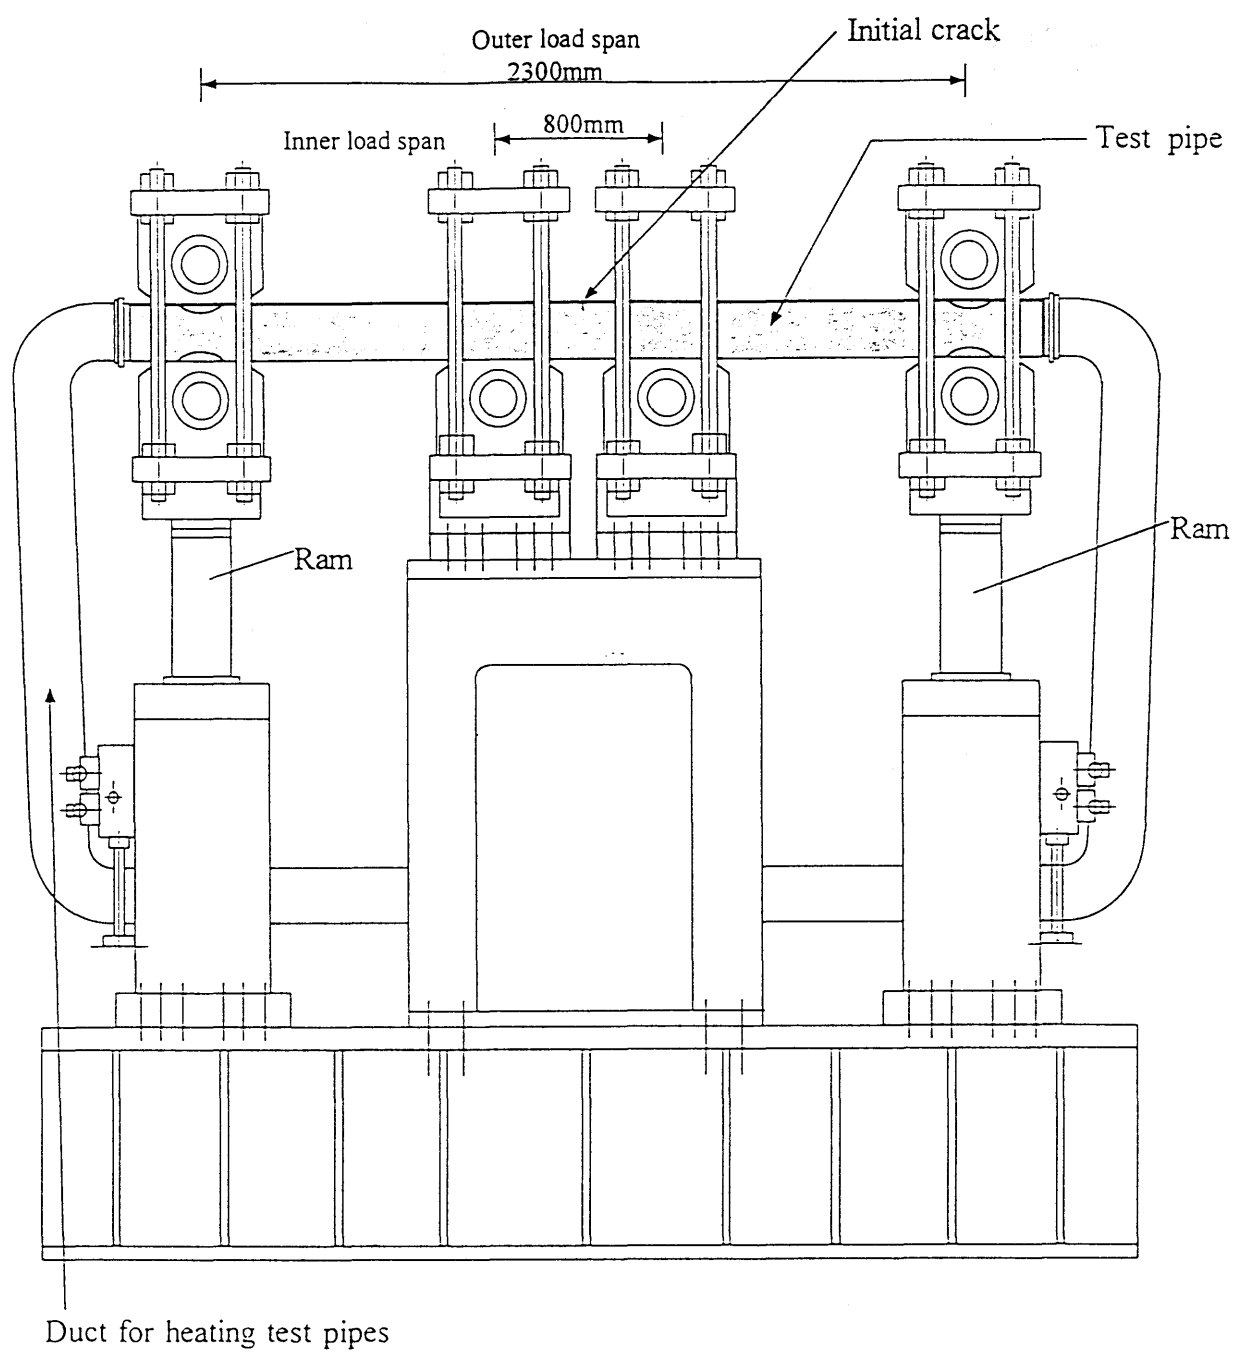 Initial crack
Outer load span
2300mm
800mm
Inner load span
Test pipe
Ram
Ram
Duct for heating test pipes